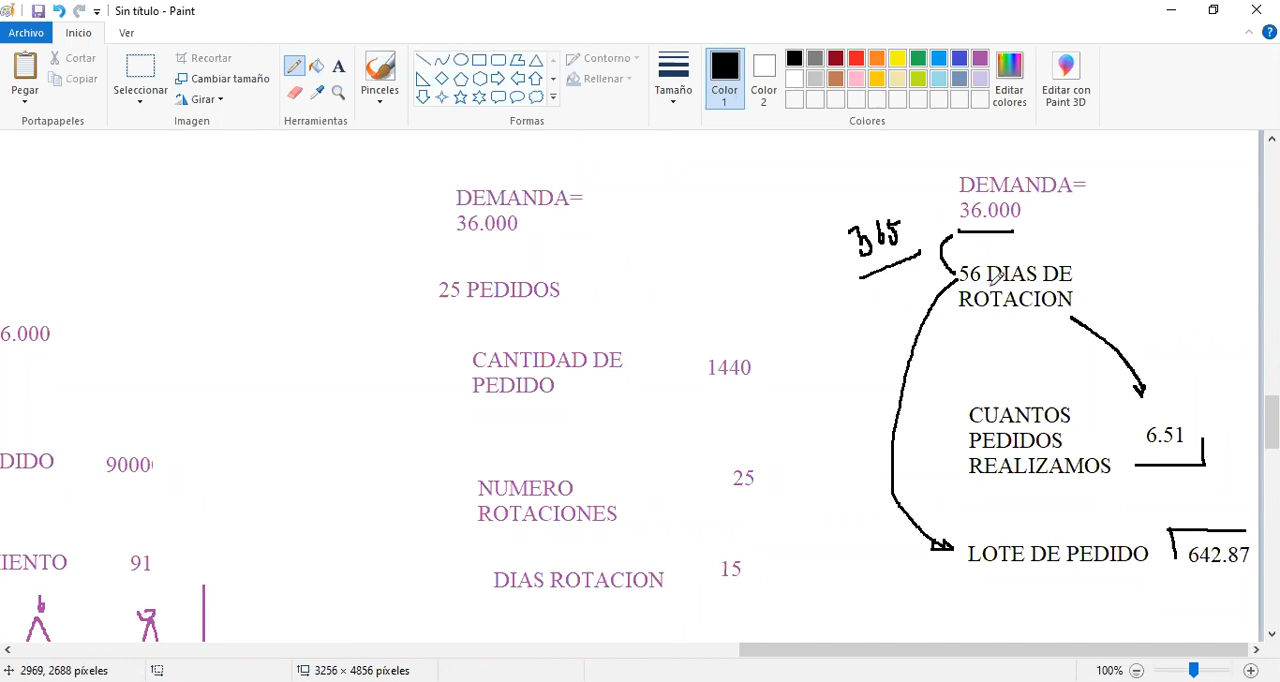 Sin título - Paint
Archivo
Inicio
Ver
Pegar
Cortar
Copiar
Portapapeles
Seleccionar
Recortar
Cambiar tamaño
Girar
Imagen
A
Herramientas
Pinceles
Contorno
Rellenar
Formas
Tamaño
Color
1
Color
2
Editar
colores
Editar con
Paint 3D
Colores
6.000
DIDO
90000
IENTO
91
DEMANDA=
36.000
25 PEDIDOS
CANTIDAD DE
PEDIDO
1440
NUMERO
ROTACIONES
25
DIAS ROTACION
15
DEMANDA=
36.000
365
56 DIAS DE
ROTACION
CUANTOS
PEDIDOS
REALIZAMOS
6.51
LOTE DE PEDIDO
642.87
2969, 2688 píxeles
3256 × 4856 píxeles
100%